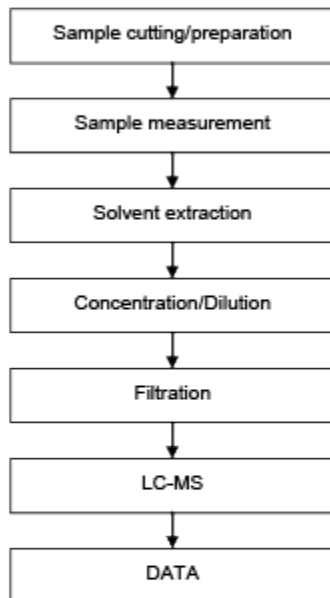 Sample cutting/preparation
Sample measurement
Solvent extraction
Concentration/Dilution
Filtration
LC-MS
DATA